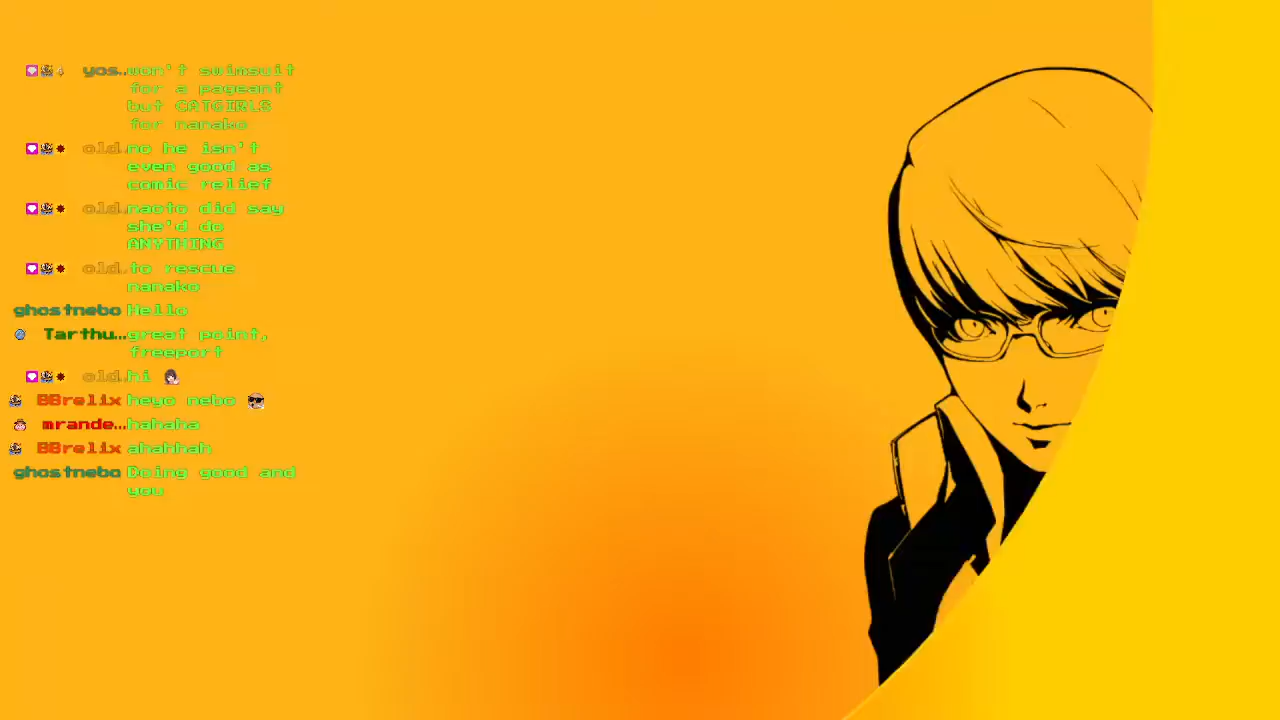 yos..won't swimsuit
for a pageant
but CATGIRLS
for nanako
old.no he isn't
even good as
comic relief
old.naoto did say
she'd do
ANYTHING
old.to rescue
nanako
ghostnebo Hello
Tarthu...great point,
freeport
old.hi
BBrelix heyo nebo
mrande...hahaha
BBrelix ahahhah
ghostnebo Doing good and
you